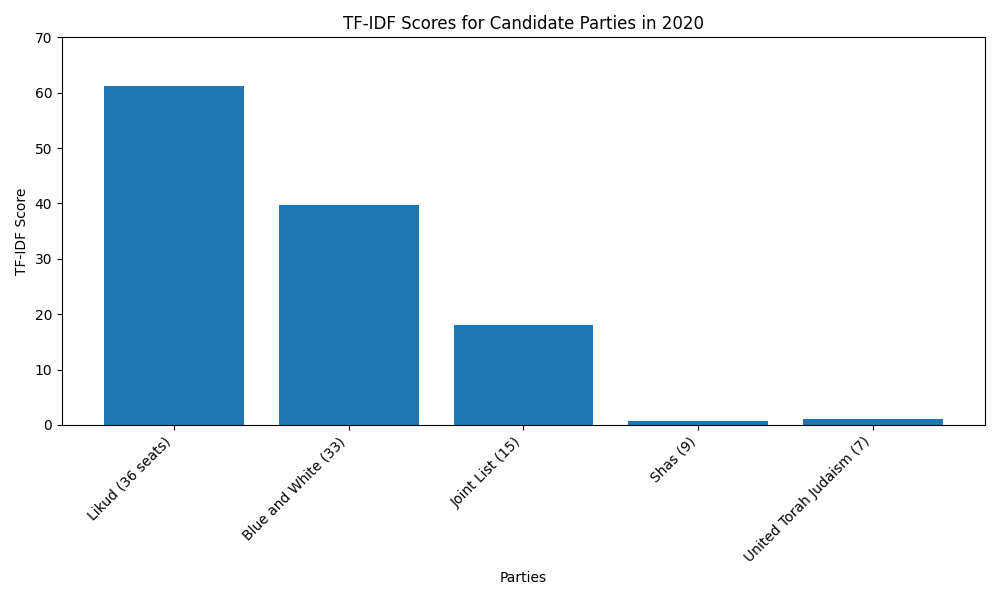 TF-IDF Scores for Candidate Parties in 2020
70
60
50
40
30
20
10
0
TF-IDF Score
Likud (36 seats)
Blue and White (33)
Joint List (15)
Shas (9)
United Torah Judaism (7)
Parties